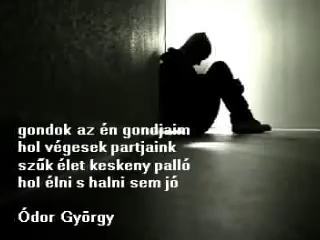 gondok az én gondjaim
hol végesek partjaink
szűk élet keskeny palló
hol élni s halni sem jó
Ódor György